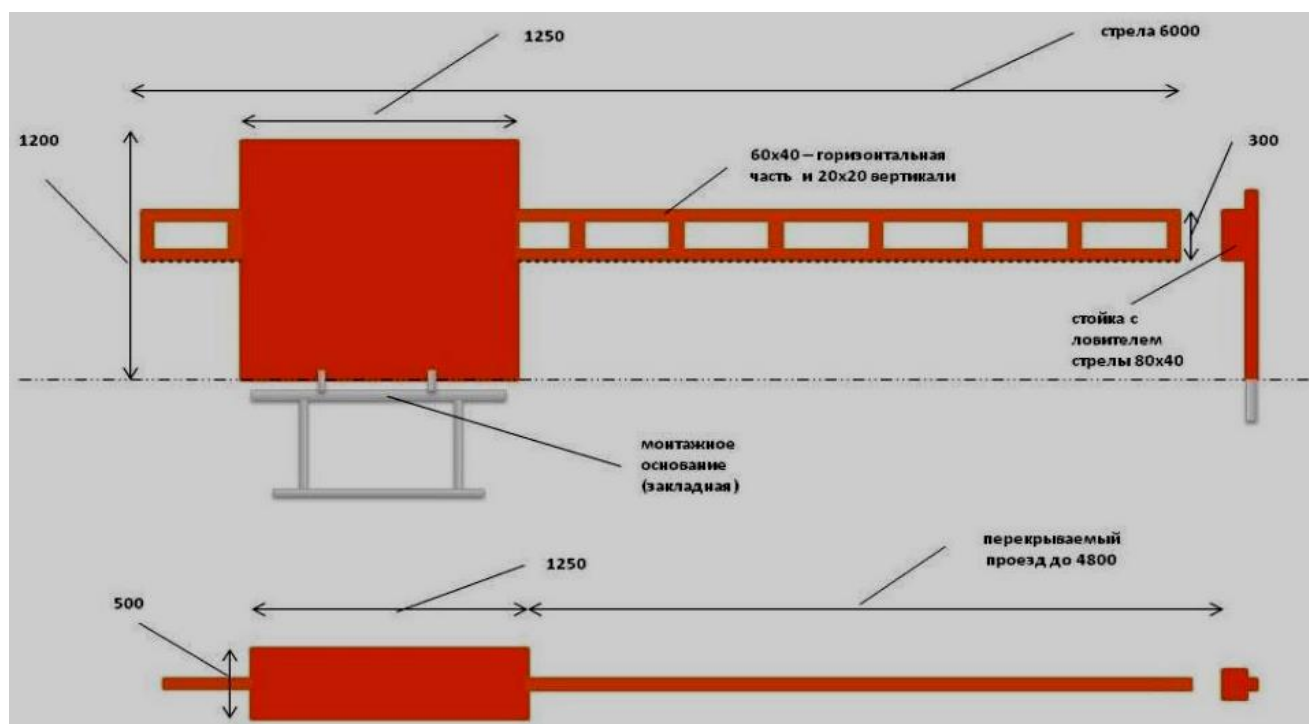 1250
стрела 6000
1200
60х40 – горизонтальная
часть и 20х20 вертикали
300
стойка с
ловителем
стрелы 80х40
монтажное
основание
(закладная)
1250
перекрываемый
проезд до 4800
500